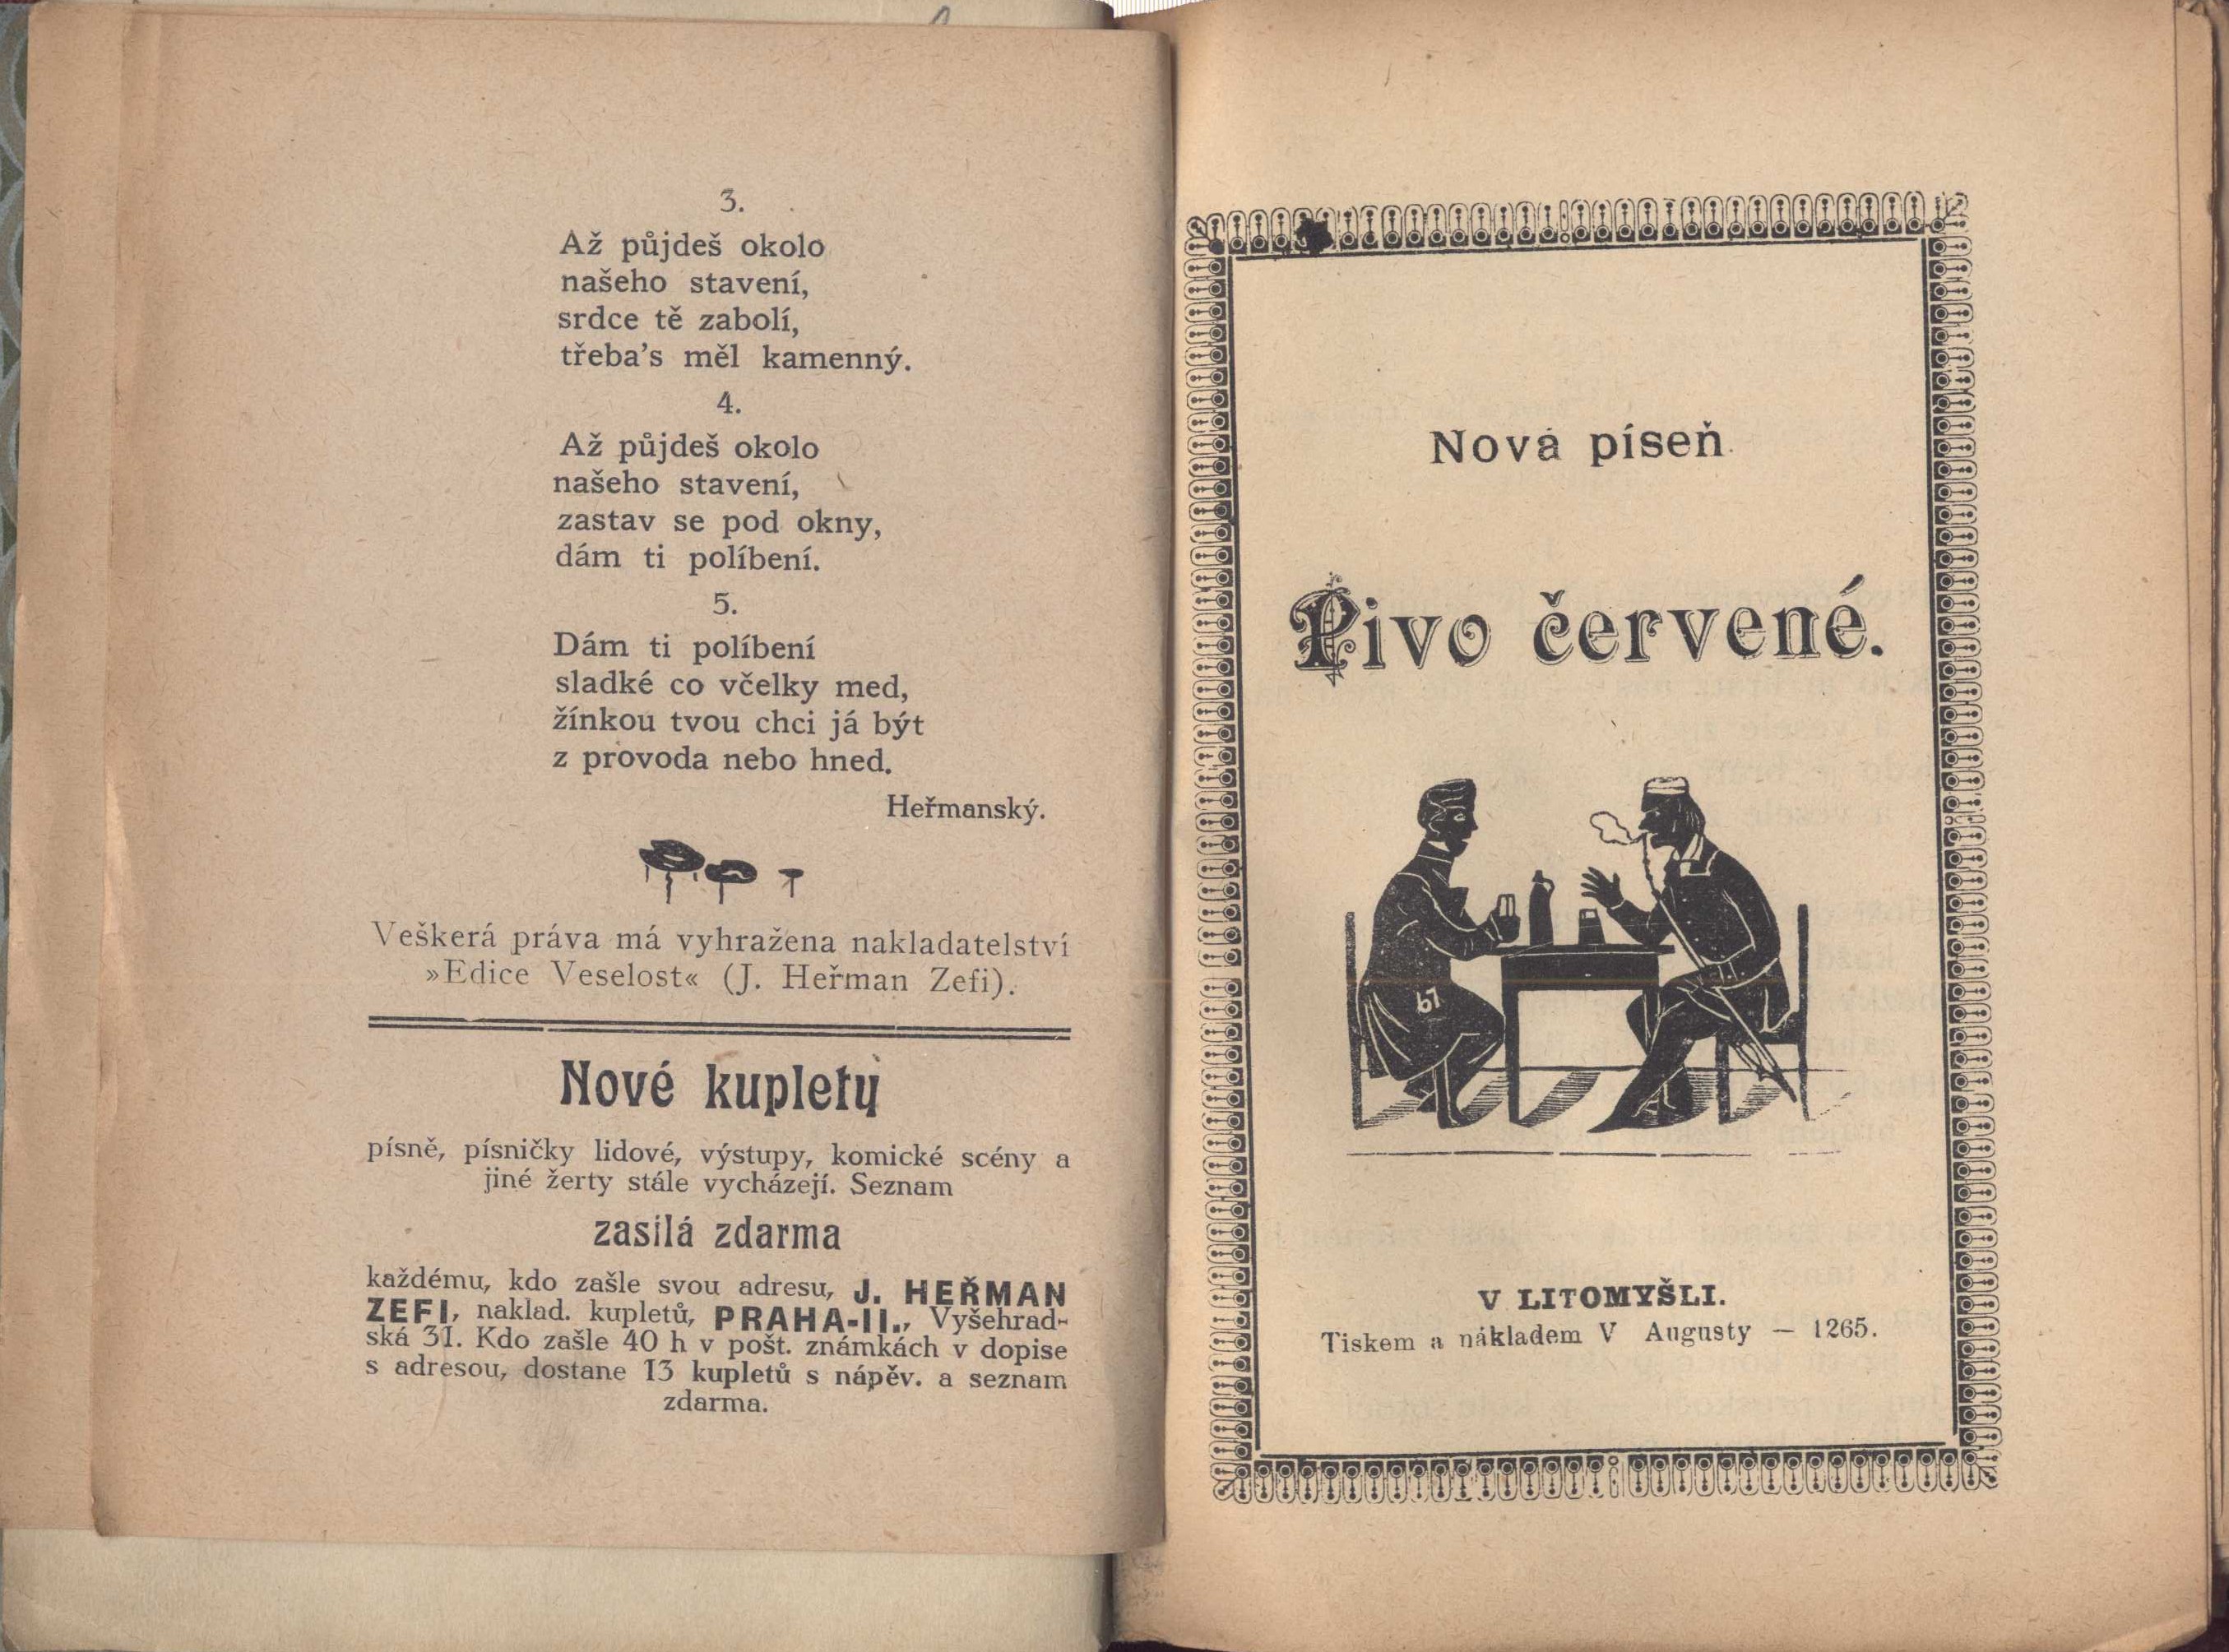 3.
Až půjdeš okolo
našeho stavení,
srdce tě zabolí,
třeba's měl kamenný.
4.
Až půjdeš okolo
našeho stavení,
zastav se pod okny,
dám ti políbení.
5.
Dám ti políbení
sladké co včelky med,
žínkou tvou chci já být
z provoda nebo hned.
Heřmanský.
Veškerá práva má vyhražena nakladatelství
»Edice Veselost« (J. Heřman Zefi).
Nové kuplety
písně, písničky lidové, výstupy, komické scény a
jiné žerty stále vycházejí. Seznam
zasílá zdarma
každému, kdo zašle svou adresu, J. HEŘMAN
ZEFI, naklad. kupletů, PRAHA-II., Vyšehrad-
ská 31. Kdo zašle 40 h v pošt. známkách v dopise
s adresou, dostane 13 kupletů s nápěv. a seznam
zdarma.
Nová píseň
Pivo červené.
V LITOMYŠLI.
Tiskem a nákladem V Augusty — 1265.